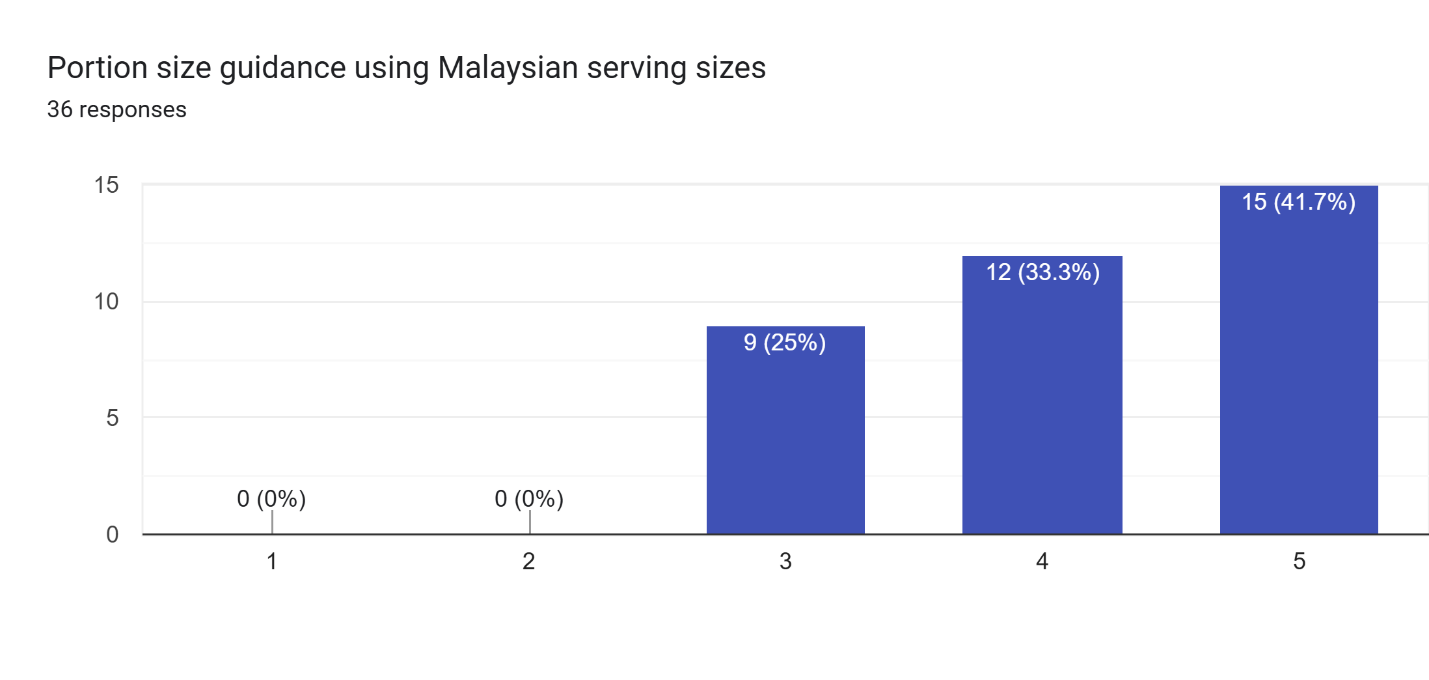 Portion size guidance using Malaysian serving sizes
36 responses
15
15 (41.7%)
12 (33.3%)
10
9 (25%)
5
0 (0%) 0 (0%)
0
1 2 3 4 5